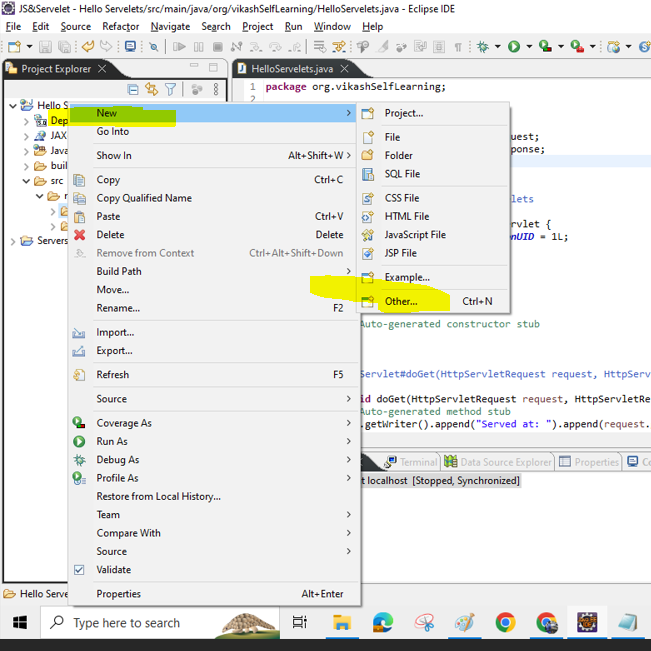 JS&Servlet - Hello Servelets/src/main/java/org/vikashSelfLearning/HelloServelets.java - Eclipse IDE
File Edit Source Refactor Navigate Search Project Run Window Help
Project Explorer
HelloServelets.java
1 package org.vikashSelfLearning;
2
Hello S
Dep
JAX
Java
buil
src
Servers
New
Go Into
Show In Alt+Shift+W >
Copy Ctrl+C
Copy Qualified Name
Paste Ctrl+V
Delete Delete
Remove from Context Ctrl+Alt+Shift+Down
Build Path
Move...
Rename... F2
Import...
Export...
Refresh F5
Source
Coverage As
Run As
Debug As
Profile As
Restore from Local History...
Team
Compare With
Source
Validate
Properties Alt+Enter
Project...
File
Folder
SQL File
CSS File
HTML File
JavaScript File
JSP File
Example...
Other... Ctrl+N
quest;
ponse;
lets
vlet {
onUID = 1L;
Auto-generated constructor stub
Servlet#doGet(HttpServletRequest request, HttpS
id doGet(HttpServletRequest request, HttpServletRe
Auto-generated method stub
.getWriter().append("Served at: ").append(request.
Terminal Data Source Explorer Properties Co
t localhost [Stopped, Synchronized]
Hello Serve
Type here to search